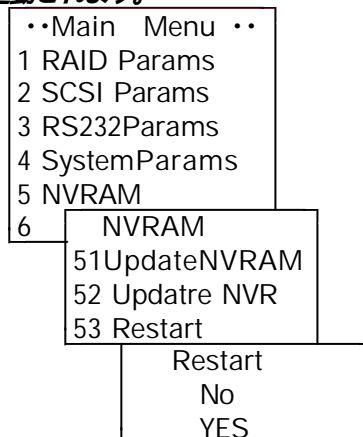 ··Main Menu ··
1 RAID Params
2 SCSI Params
3 RS232Params
4 SystemParams
5 NVRAM
6
NVRAM
51UpdateNVRAM
52 Updatre NVR
53 Restart
Restart
No
YES